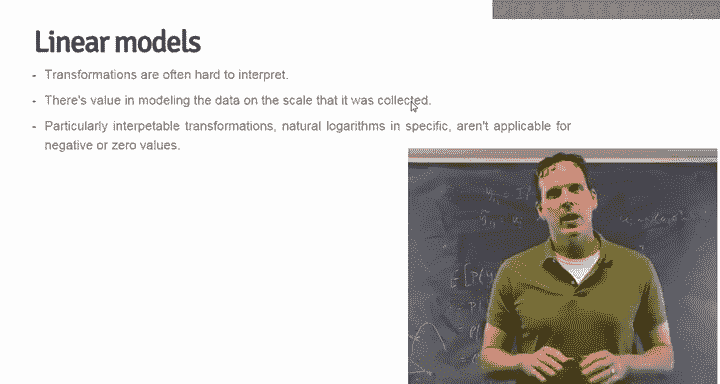 Linear models
- Transformations are often hard to interpret.
- There's value in modeling the data on the scale that it was collected.
- Particularly interpetable transformations, natural logarithms in specific, aren't applicable for
negative or zero values.